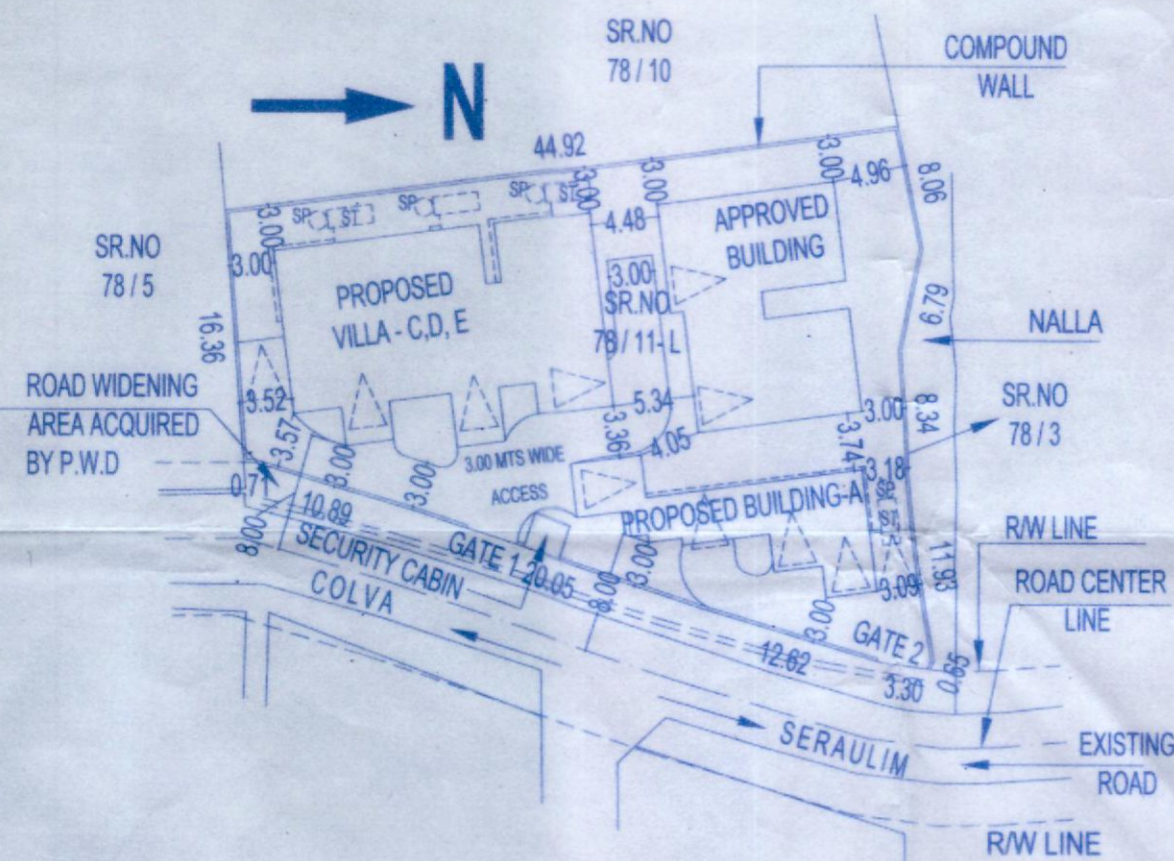 SR.NO
78 / 10
COMPOUND
WALL
N
44.92
3.00
3.00
3.00
3.00
4.96
8.06
SP
ST
SP
SP
ST
4.48
APPROVED
BUILDING
SR.NO
78 / 5
3.00
3.00
PROPOSED
VILLA - C,D, E
SR.NO
78 / 11- L
9.79
NALLA
16.36
ROAD WIDENING
AREA ACQUIRED
BY P.W.D
3.52
3.57
3.00
3.00
3.36
5.34
4.05
3.00
8.34
SR.NO
78 / 3
3.00 MTS WIDE
ACCESS
3.74
3.18
0.71
10.89
8.00
SECURITY CABIN
GATE 1
20.05
PROPOSED BUILDING-A
ST
11.93
R/W LINE
COLVA
8.00
3.00
3.00
3.09
ROAD CENTER
LINE
GATE 2
12.62
3.30
0.65
SERAULIM
EXISTING
ROAD
R/W LINE